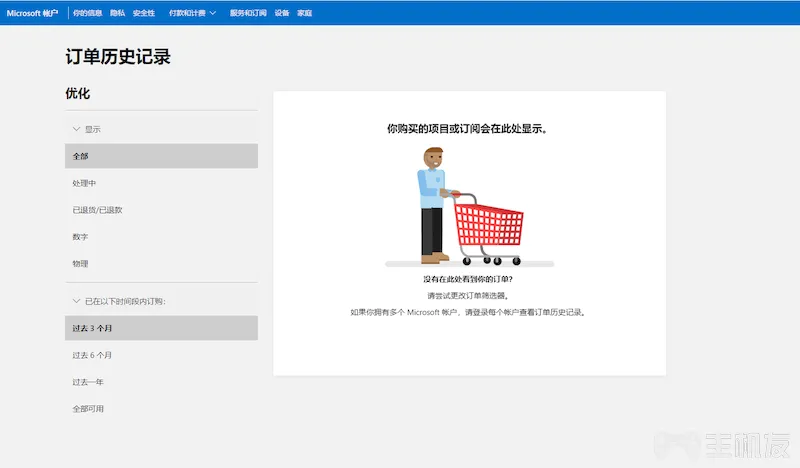 Microsoft 帐户 你的信息 隐私 安全性 付款和计费 服务和订阅 设备 家庭
订单历史记录
优化
显示
全部
处理中
已退货/已退款
数字
物理
已在以下时间段内订购:
过去 3 个月
过去 6 个月
过去一年
全部可用
你购买的项目或订阅会在此处显示。
没有在此处看到你的订单?
请尝试更改订单筛选器。
如果你拥有多个 Microsoft 帐户，请登录每个帐户查看订单历史记录。
主机友